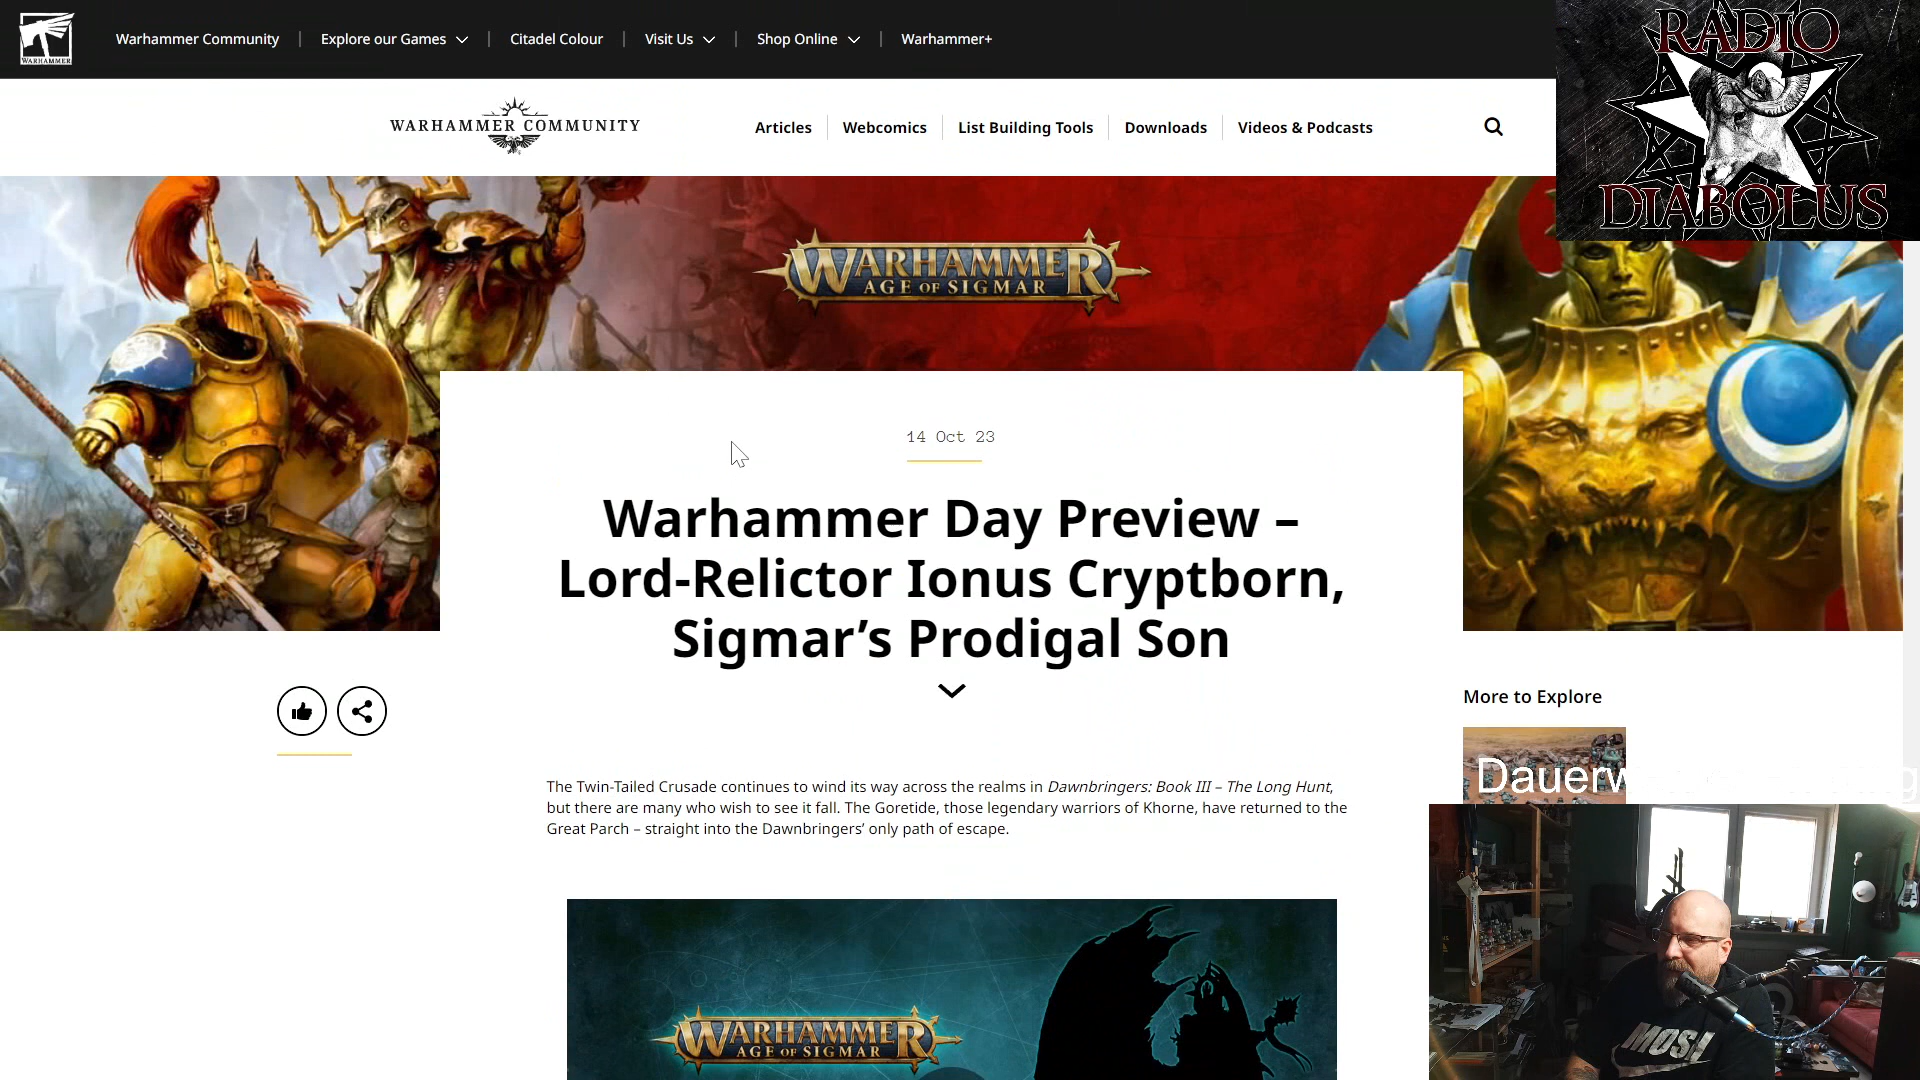 WARHAMMER
Warhammer Community
Explore our Games
Citadel Colour
Visit Us
Shop Online
Warhammer+
RADIO
DIABOLUS
WARHAMMER COMMUNITY
Articles
Webcomics
List Building Tools
Downloads
Videos & Podcasts
WARHAMMER
AGE OF SIGMAR
14 Oct 23
Warhammer Day Preview –
Lord-Relictor Ionus Cryptborn,
Sigmar’s Prodigal Son
More to Explore
The Twin-Tailed Crusade continues to wind its way across the realms in Dawnbringers: Book III – The Long Hunt,
but there are many who wish to see it fall. The Goretide, those legendary warriors of Khorne, have returned to the
Great Parch – straight into the Dawnbringers’ only path of escape.
WARHAMMER
AGE OF SIGMAR